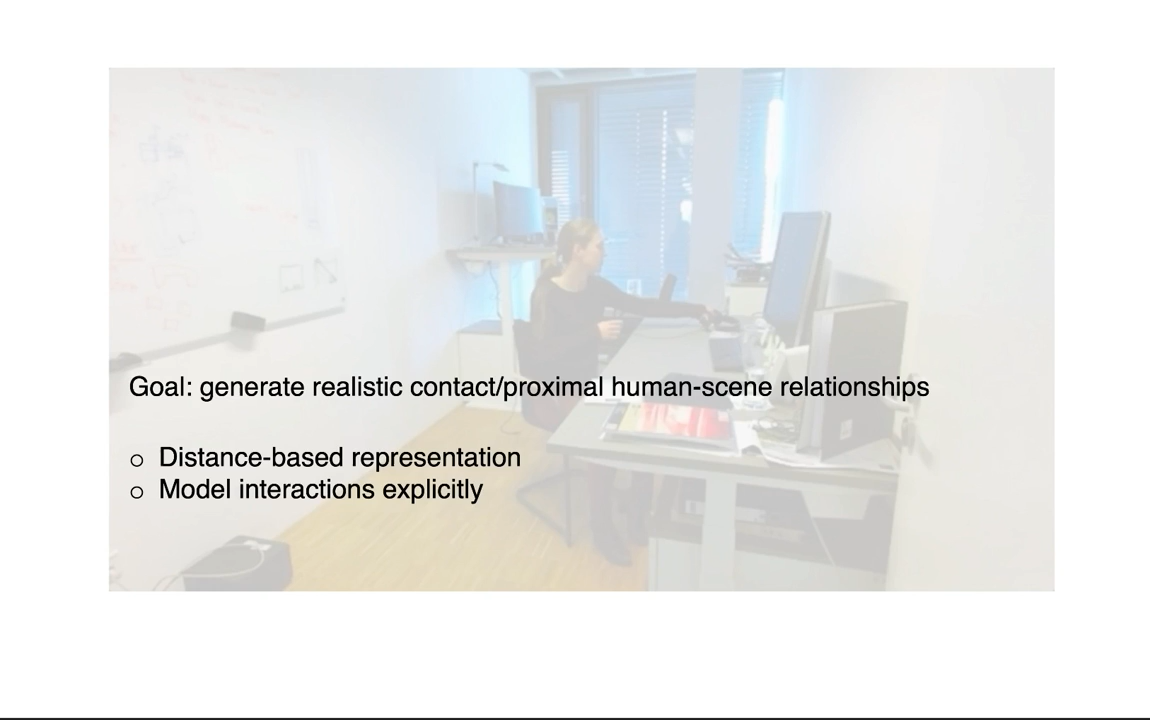 Goal: generate realistic contact/proximal human-scene relationships
○ Distance-based representation
○ Model interactions explicitly